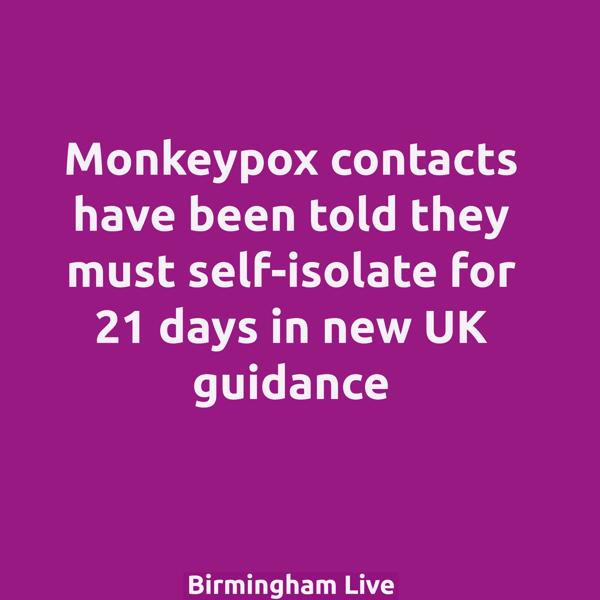 Monkeypox contacts
have been told they
must self-isolate for
21 days in new UK
guidance
Birmingham Live